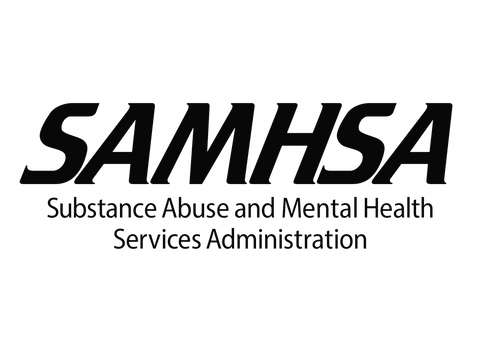 SAMHSA
Substance Abuse and Mental Health
Services Administration